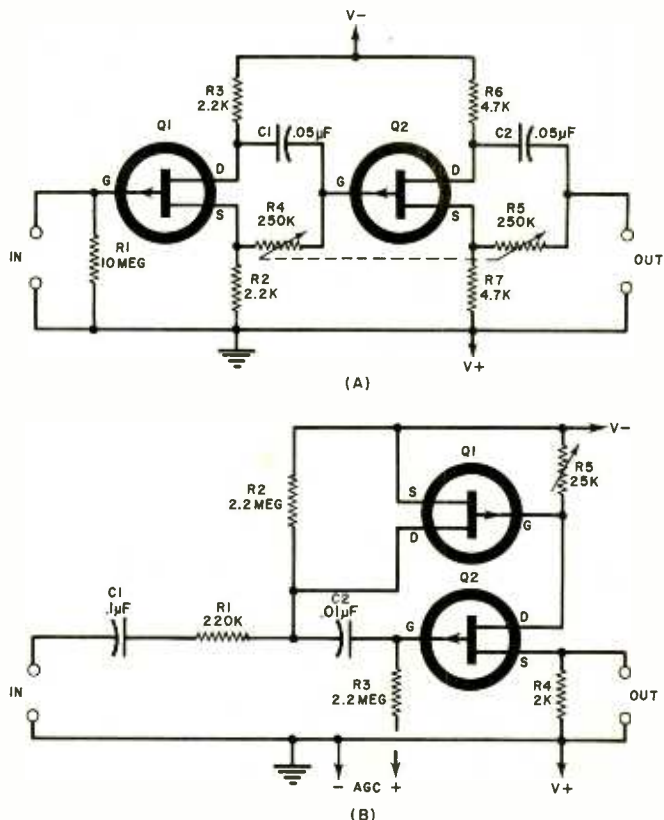 V-
R3
2.2K
R6
4.7K
Q1
C1
.05µF
Q2
C2
.05µF
G
D
S
G
D
S
R4
250K
R5
250K
IN
R1
10 MEG
R2
2.2K
R7
4.7K
OUT
V+
(A)
V-
Q1
R2
2.2 MEG
S
D
G
R5
25K
Q2
C1
.1µF
R1
220K
C2
.01µF
G
D
S
IN
R3
2.2 MEG
R4
2K
OUT
- AGC +
V+
(B)